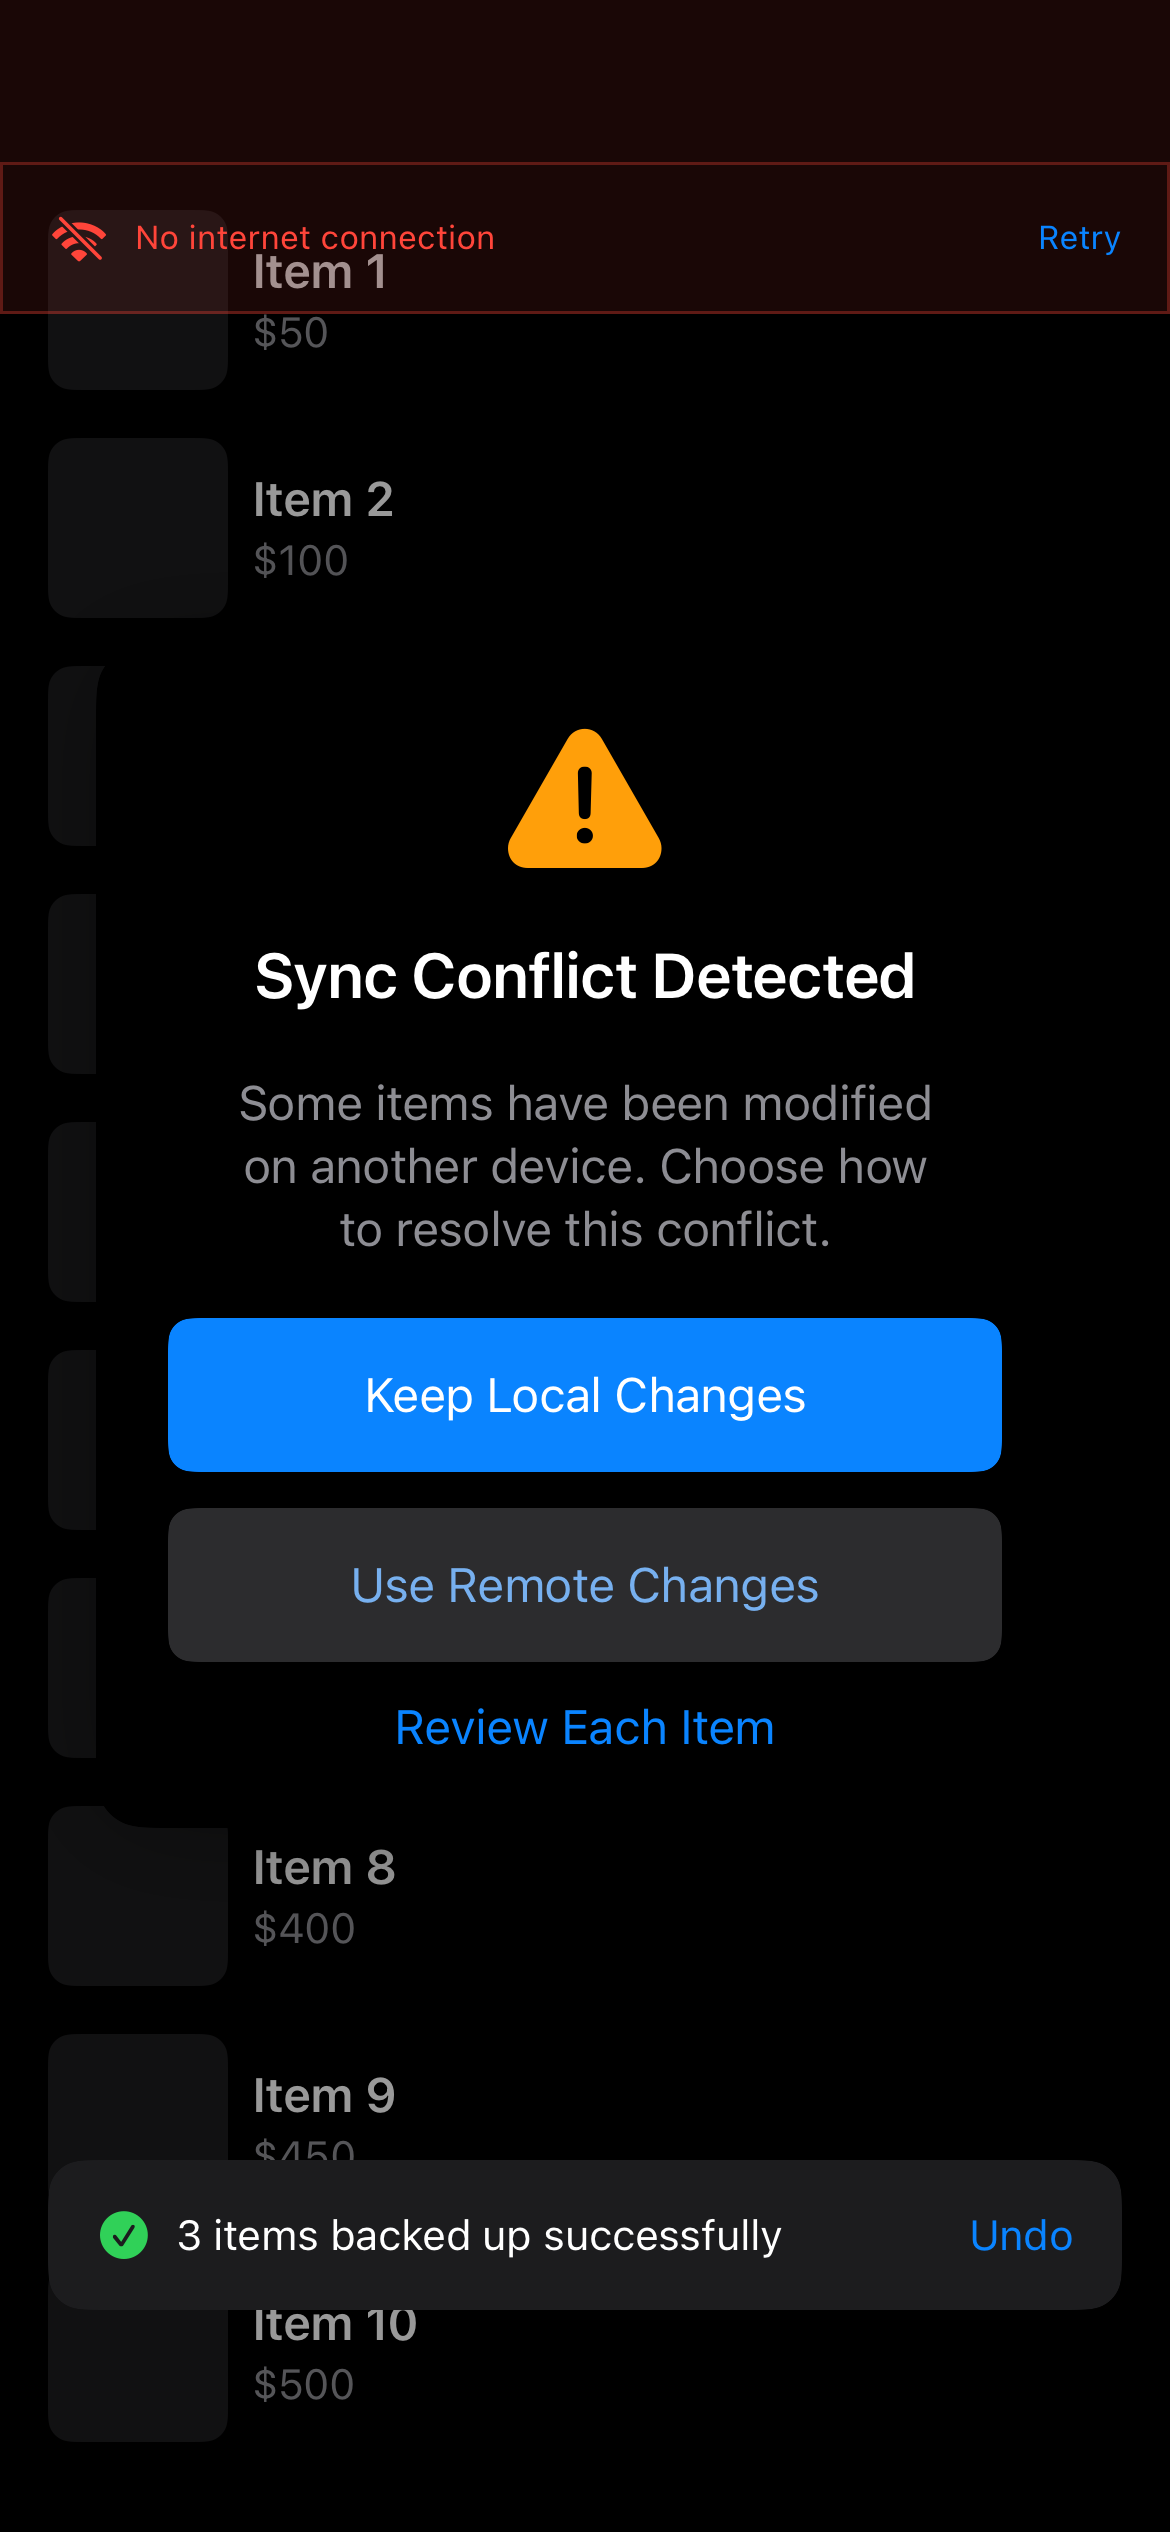 No internet connection
Retry
Item 1
$50
Item 2
$100
Sync Conflict Detected
Some items have been modified
on another device. Choose how
to resolve this conflict.
Keep Local Changes
Use Remote Changes
Review Each Item
Item 8
$400
Item 9
$450
3 items backed up successfully
Undo
Item 10
$500